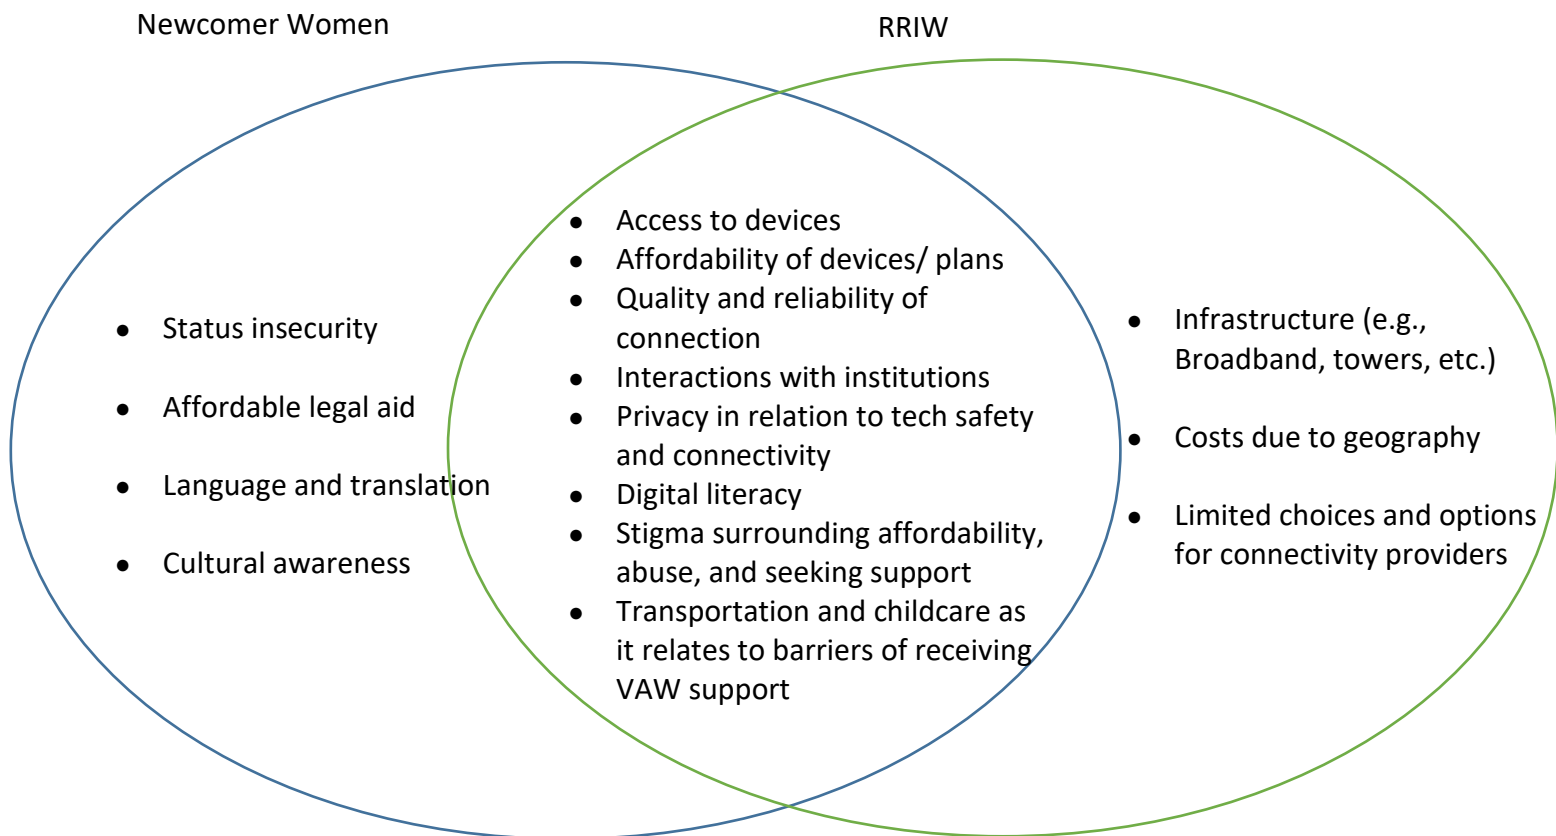 Newcomer Women
RRIW
● Status insecurity
● Affordable legal aid
● Language and translation
● Cultural awareness
● Access to devices
● Affordability of devices/ plans
● Quality and reliability of
connection
● Interactions with institutions
● Privacy in relation to tech safety
and connectivity
● Digital literacy
● Stigma surrounding affordability,
abuse, and seeking support
● Transportation and childcare as
it relates to barriers of receiving
VAW support
● Infrastructure (e.g.,
Broadband, towers, etc.)
● Costs due to geography
● Limited choices and options
for connectivity providers